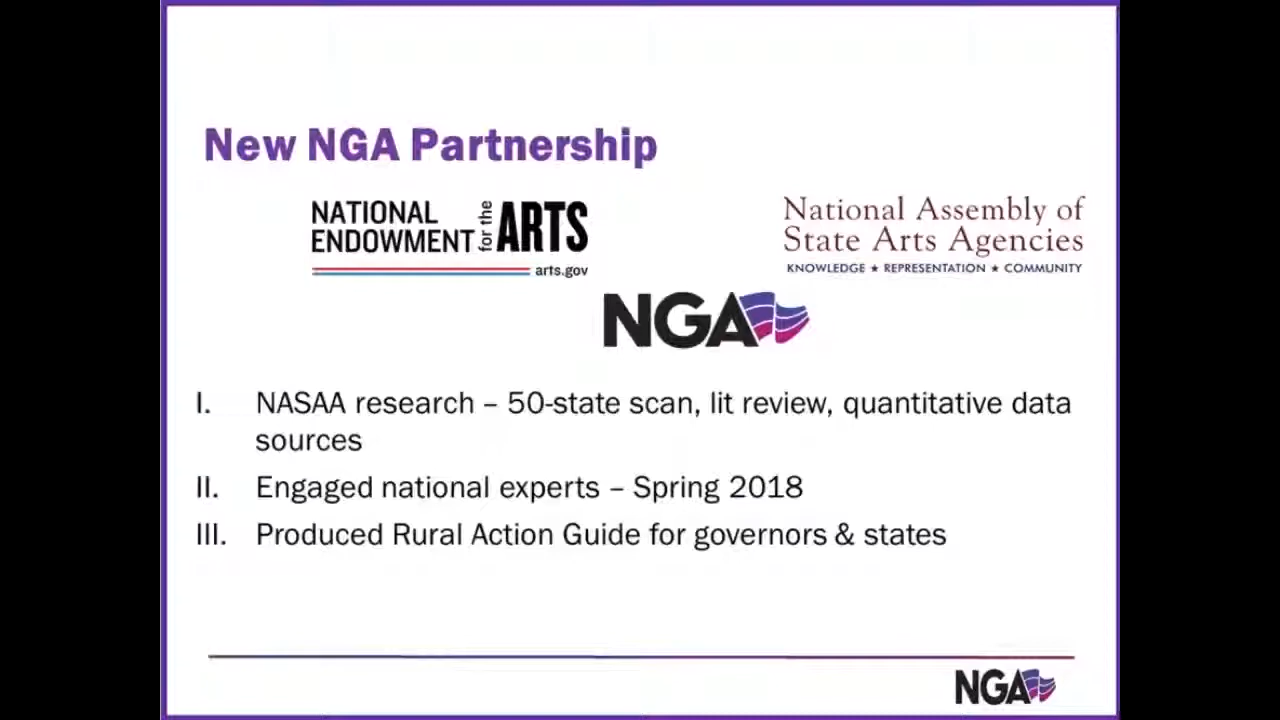 New NGA Partnership
NATIONAL ENDOWMENT for the ARTS
arts.gov
National Assembly of
State Arts Agencies
KNOWLEDGE ★ REPRESENTATION ★ COMMUNITY
NGA
I. NASAA research – 50-state scan, lit review, quantitative data
sources
II. Engaged national experts – Spring 2018
III. Produced Rural Action Guide for governors & states
NGA